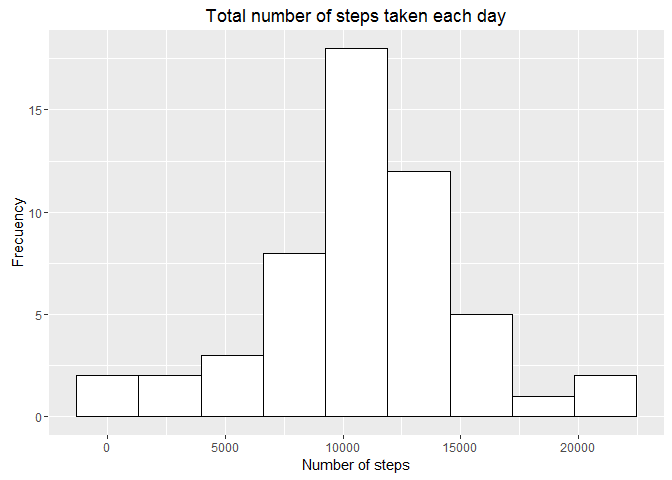 Total number of steps taken each day
Frecuency
15
10
5
0
0 5000 10000 15000 20000
Number of steps